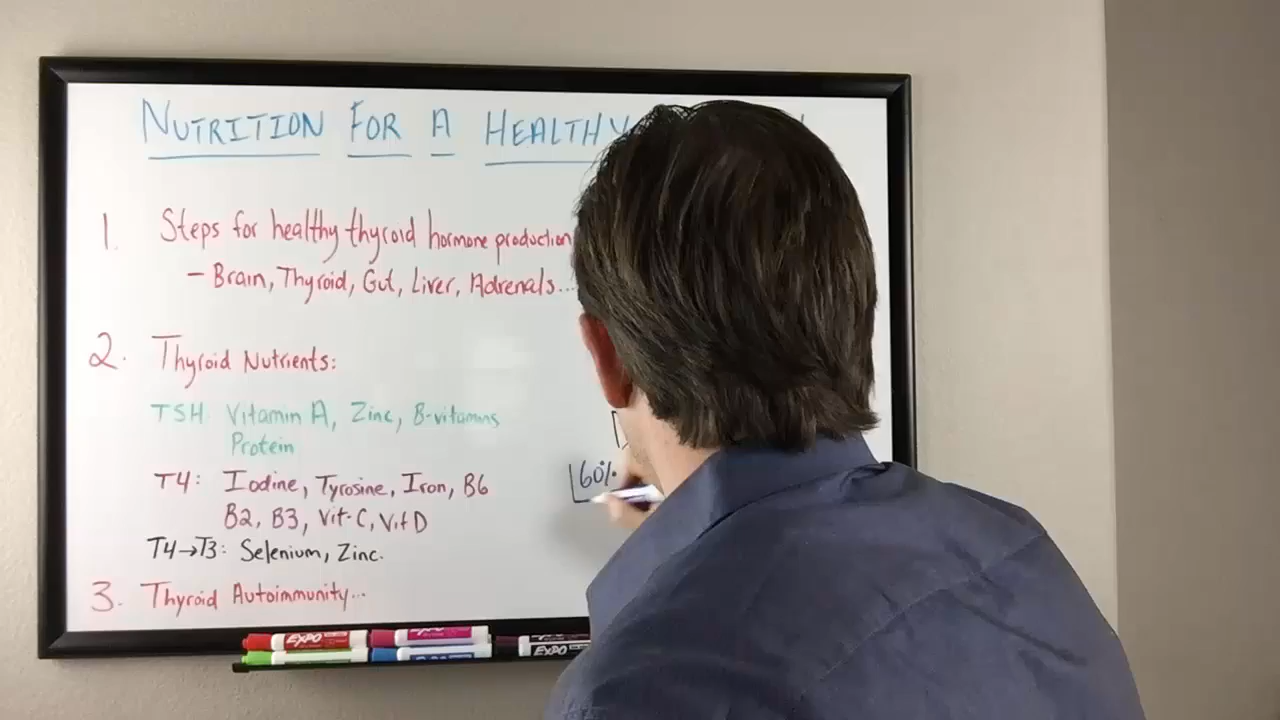 NUTRITION FOR A HEALTHY
1. Steps for healthy thyroid hormone production
- Brain, Thyroid, Gut, Liver, Adrenals...
2. Thyroid Nutrients:
TSH: Vitamin A, Zinc, B-vitamins
Protein
T4: Iodine, Tyrosine, Iron, B6
B2, B3, Vit-C, Vit D
T4→T3: Selenium, Zinc.
3. Thyroid Autoimmunity...
60%
EXPO
EXPO
EXPO
EXPO